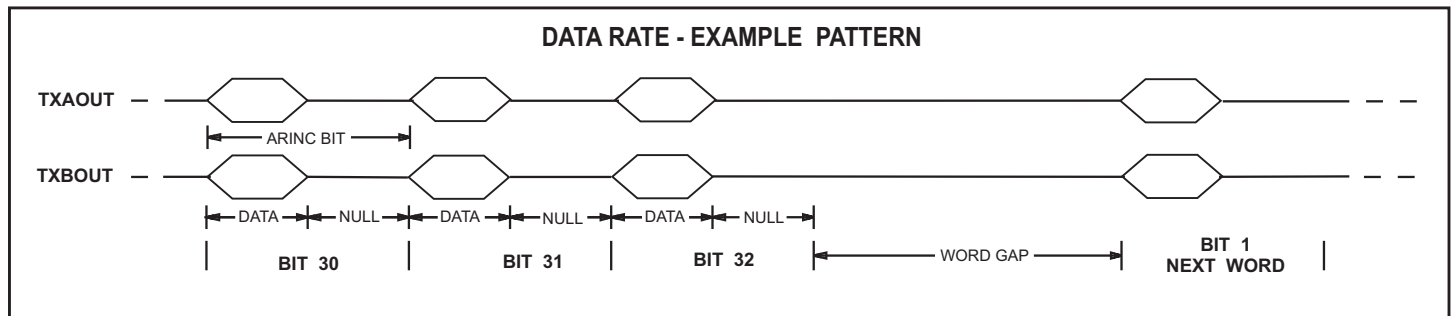 DATA RATE - EXAMPLE PATTERN
TXAOUT
ARINC BIT
TXBOUT
DATA NULL DATA NULL DATA NULL
BIT 30 BIT 31 BIT 32 WORD GAP BIT 1
NEXT WORD